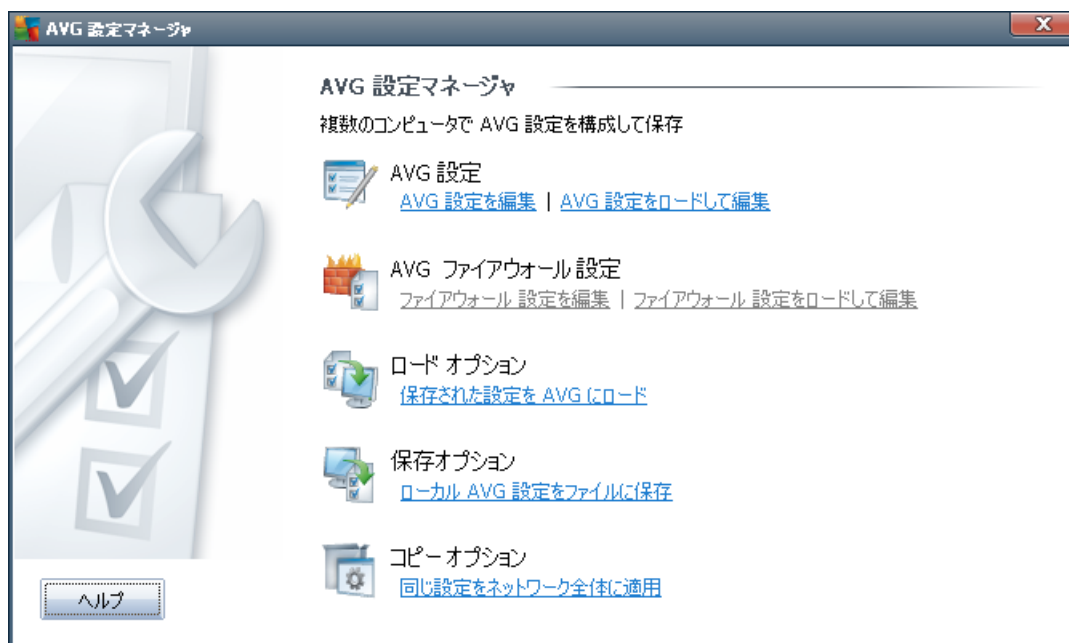 AVG 設定マネージャ
AVG 設定マネージャ
複数のコンピュータで AVG 設定を構成して保存
AVG 設定
AVG 設定を編集 | AVG 設定をロードして編集
AVG ファイアウォール設定
ファイアウォール 設定を編集 | ファイアウォール 設定をロードして編集
ロード オプション
保存された設定を AVG にロード
保存オプション
ローカル AVG 設定をファイルに保存
コピー オプション
同じ設定をネットワーク全体に適用
ヘルプ